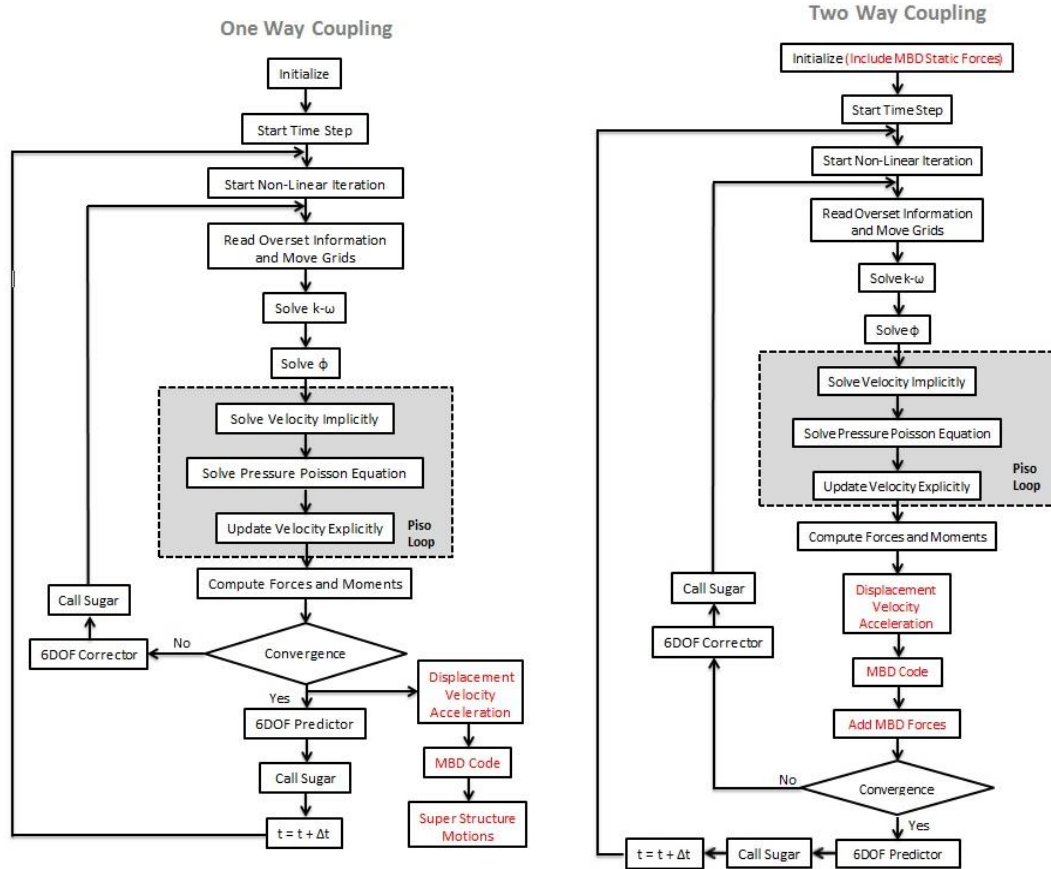 One Way Coupling
Initialize
Start Time Step
Start Non-Linear Iteration
Read Overset Information
and Move Grids
Solve k-ω
Solve ϕ
Solve Velocity Implicitly
Solve Pressure Poisson Equation
Update Velocity Explicitly
Piso
Loop
Compute Forces and Moments
Call Sugar
6DOF Corrector
No
Convergence
Yes
Displacement
Velocity
Acceleration
6DOF Predictor
MBD Code
Call Sugar
Super Structure
Motions
t = t + Δt
Two Way Coupling
Initialize (Include MBD Static Forces)
Start Time Step
Start Non-Linear Iteration
Read Overset Information
and Move Grids
Solve k-ω
Solve ϕ
Solve Velocity Implicitly
Solve Pressure Poisson Equation
Update Velocity Explicitly
Piso
Loop
Compute Forces and Moments
Call Sugar
Displacement
Velocity
Acceleration
6DOF Corrector
MBD Code
Add MBD Forces
No
Convergence
Yes
t = t + Δt
Call Sugar
6DOF Predictor